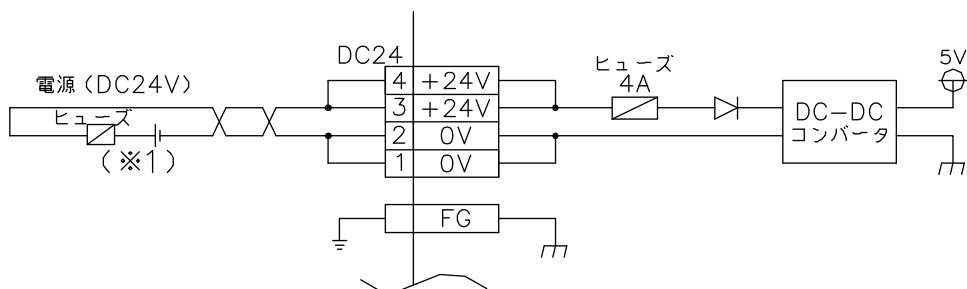 DC24
電源(DC24V)
ヒューズ
(※1)
4 +24V
3 +24V
2 0V
1 0V
FG
ヒューズ
4A
DC-DC
コンバータ
5V